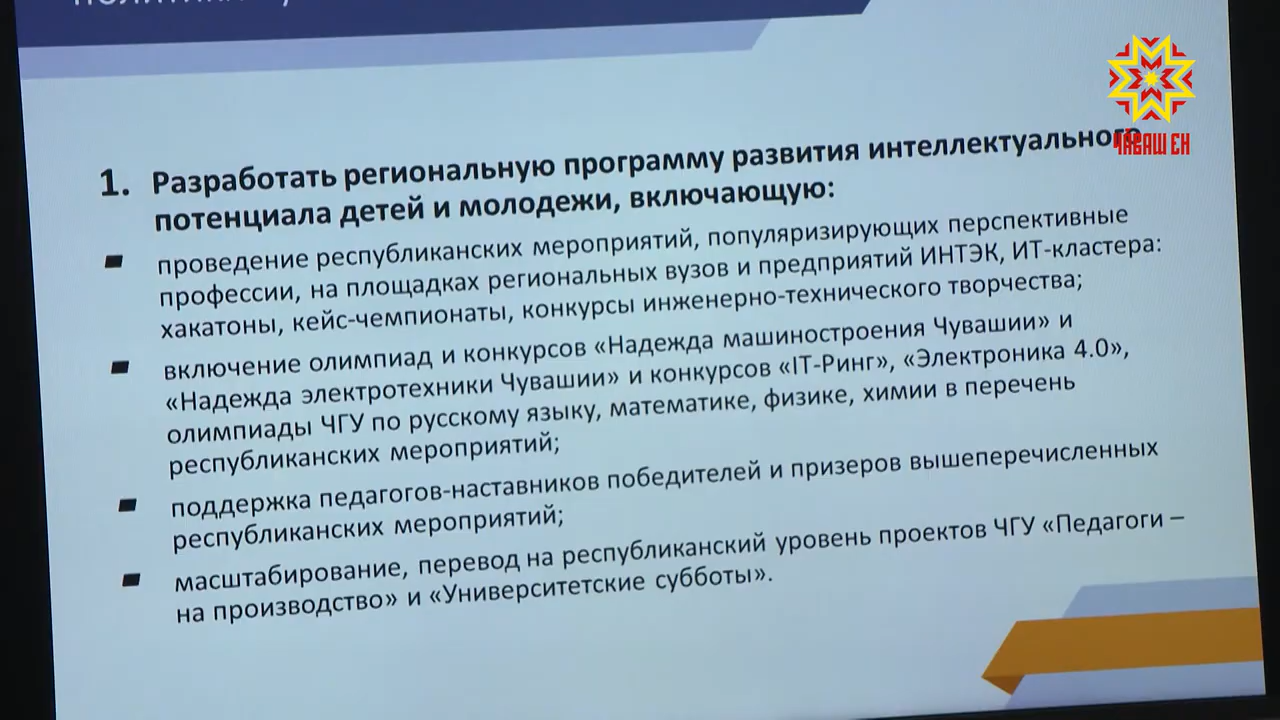 1. Разработать региональную программу развития интеллектуального
потенциала детей и молодежи, включающую:
проведение республиканских мероприятий, популяризирующих перспективные
профессии, на площадках региональных вузов и предприятий ИНТЭК, ИТ-кластера:
хакатоны, кейс-чемпионаты, конкурсы инженерно-технического творчества;
включение олимпиад и конкурсов «Надежда машиностроения Чувашии» и
«Надежда электротехники Чувашии» и конкурсов «IT-Ринг», «Электроника 4.0»,
олимпиады ЧГУ по русскому языку, математике, физике, химии в перечень
республиканских мероприятий;
поддержка педагогов-наставников победителей и призеров вышеперечисленных
республиканских мероприятий;
масштабирование, перевод на республиканский уровень проектов ЧГУ «Педагоги –
на производство» и «Университетские субботы».
ЧӐВАШ ЕН